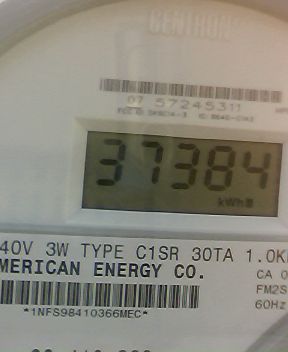 CENTRON
07 57245311
37384
kWh
40V 3W TYPE C1SR 30TA 1.0K
MERICAN ENERGY CO.
CA 0
FM2S
60Hz
*1NFS98410366MEC*